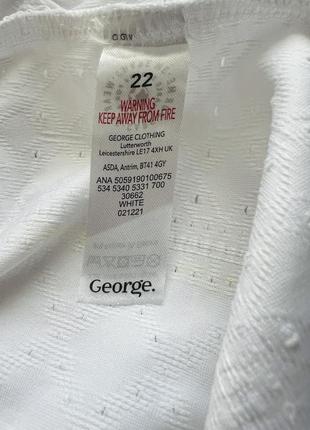 22
WARNING
KEEP AWAY FROM FIRE
GEORGE CLOTHING
Lutterworth
Leicestershire LE17 4XH UK
ASDA, Antrim, BT41 4GY
ANA 5059190100675
534 5340 5331 700
30662
WHITE
021221
George.